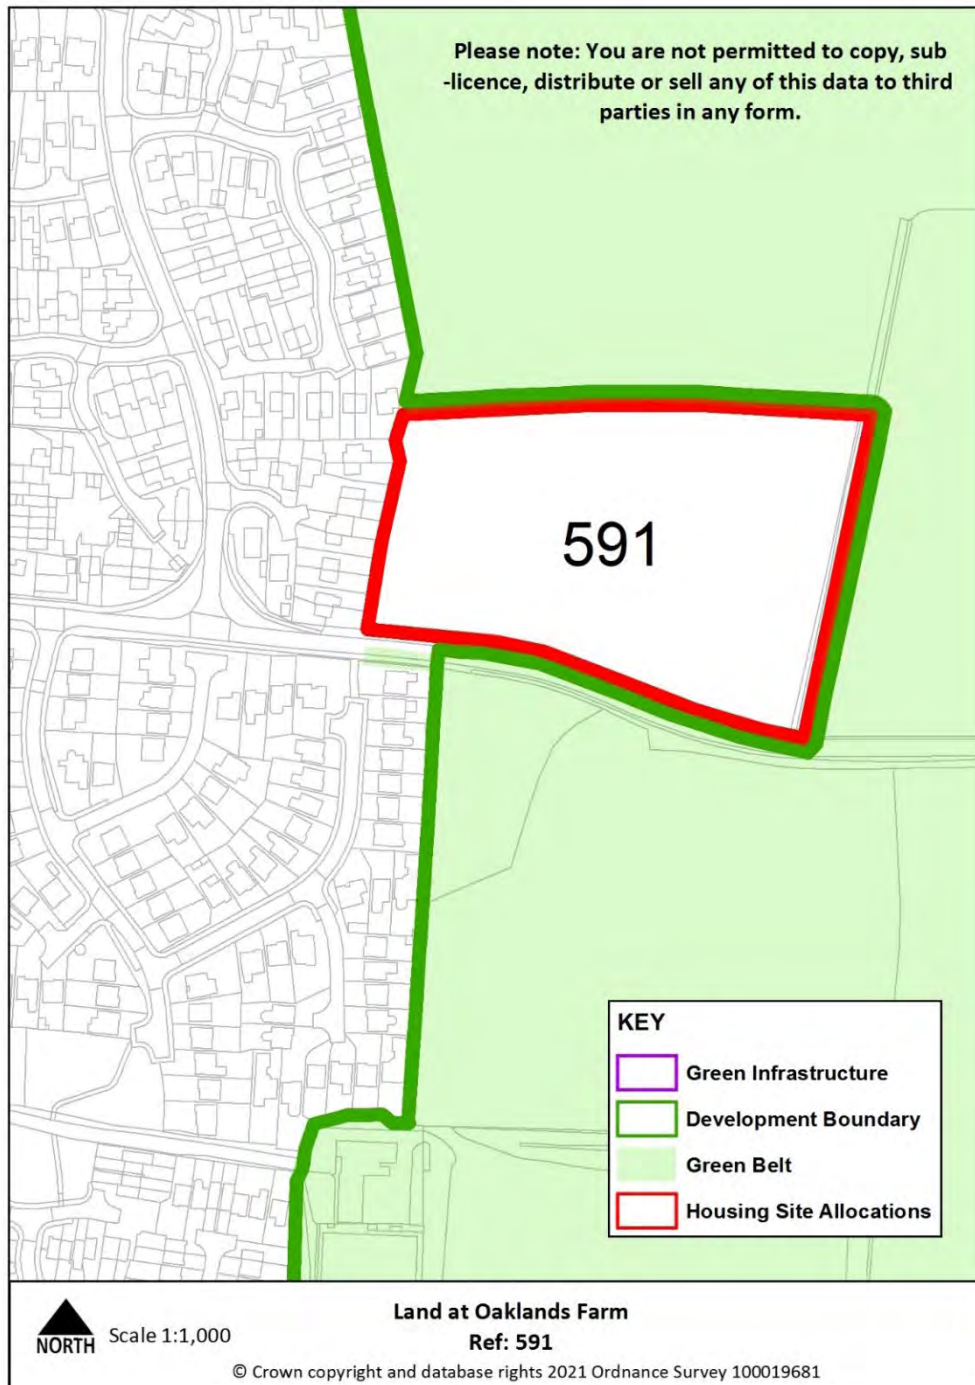 Please note: You are not permitted to copy, sub
-licence, distribute or sell any of this data to third
parties in any form.
591
KEY
Green Infrastructure
Development Boundary
Green Belt
Housing Site Allocations
NORTH
Scale 1:1,000
Land at Oaklands Farm
Ref: 591
© Crown copyright and database rights 2021 Ordnance Survey 100019681